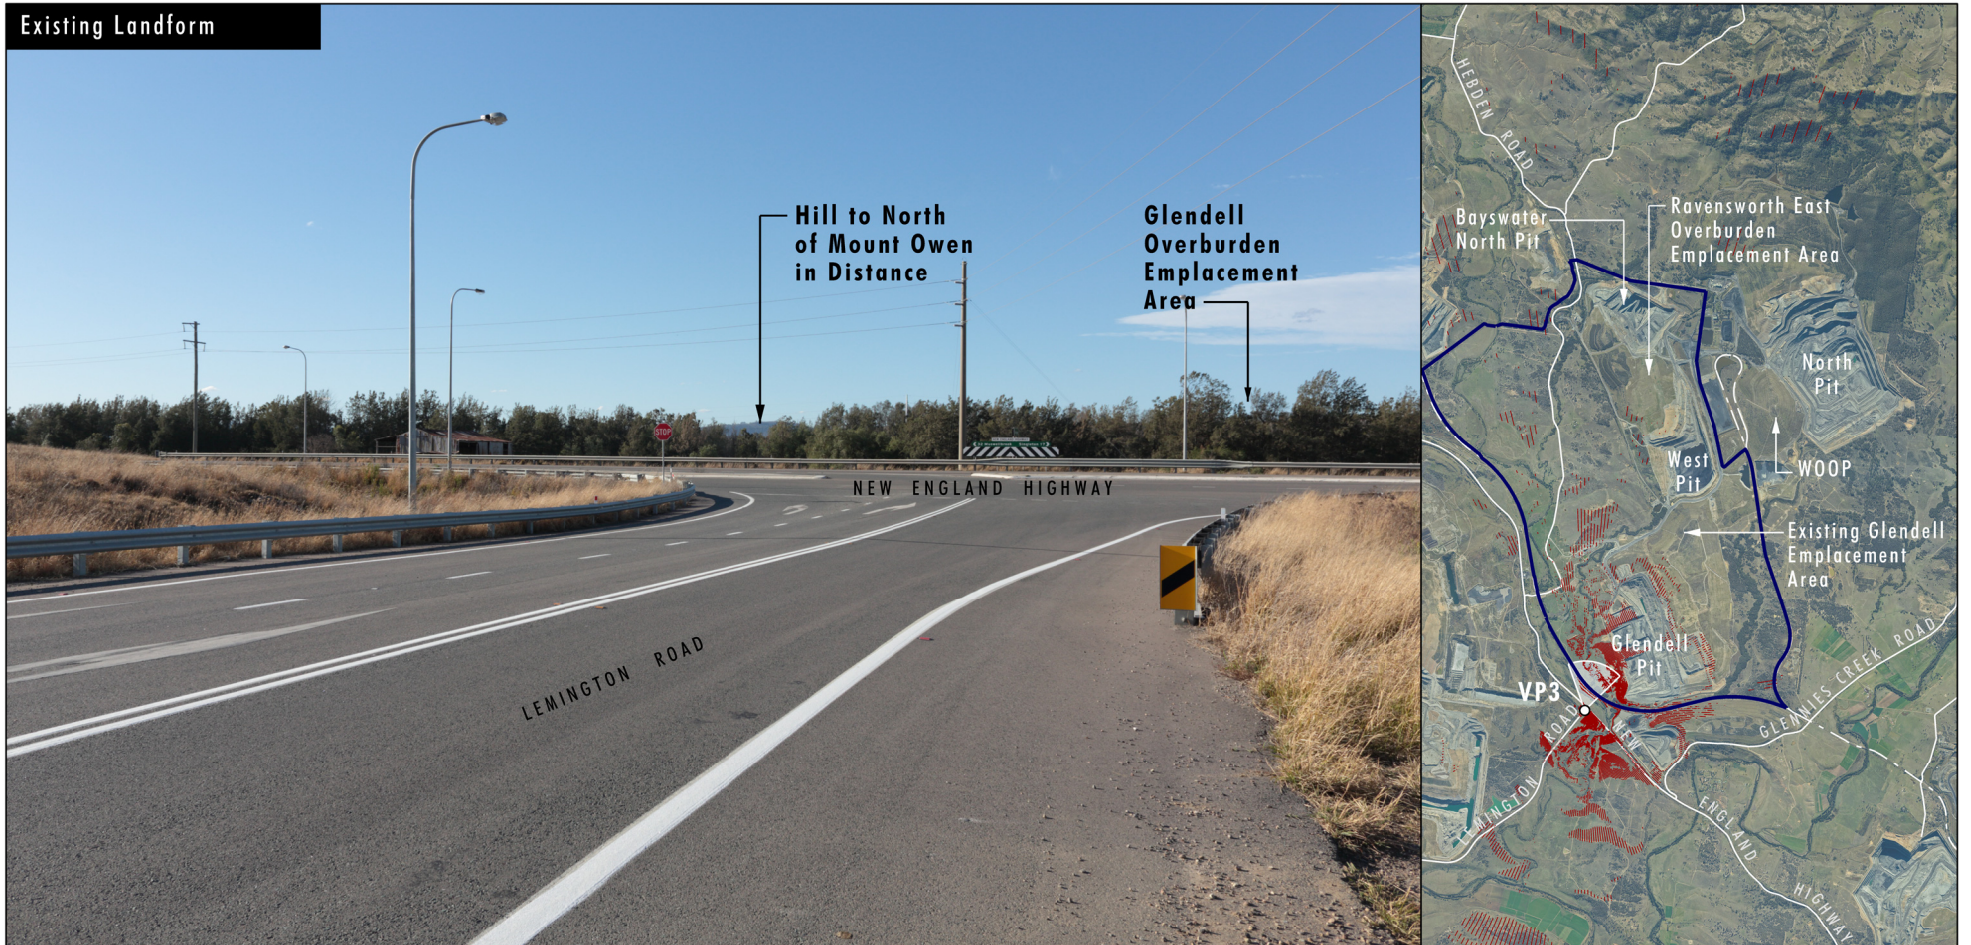 Existing Landform
Hill to North
of Mount Owen
in Distance
Glendell
Overburden
Emplacement
Area
STOP
NEW ENGLAND HIGHWAY
LEMINGTON ROAD
HEBDEN ROAD
Bayswater
North Pit
Ravensworth East
Overburden
Emplacement Area
North
Pit
West
Pit
WOOP
Existing Glendell
Emplacement
Area
Glendell
Pit
VP3
GLENNIES CREEK ROAD
LEMINGTON ROAD
NEW ENGLAND HIGHWAY